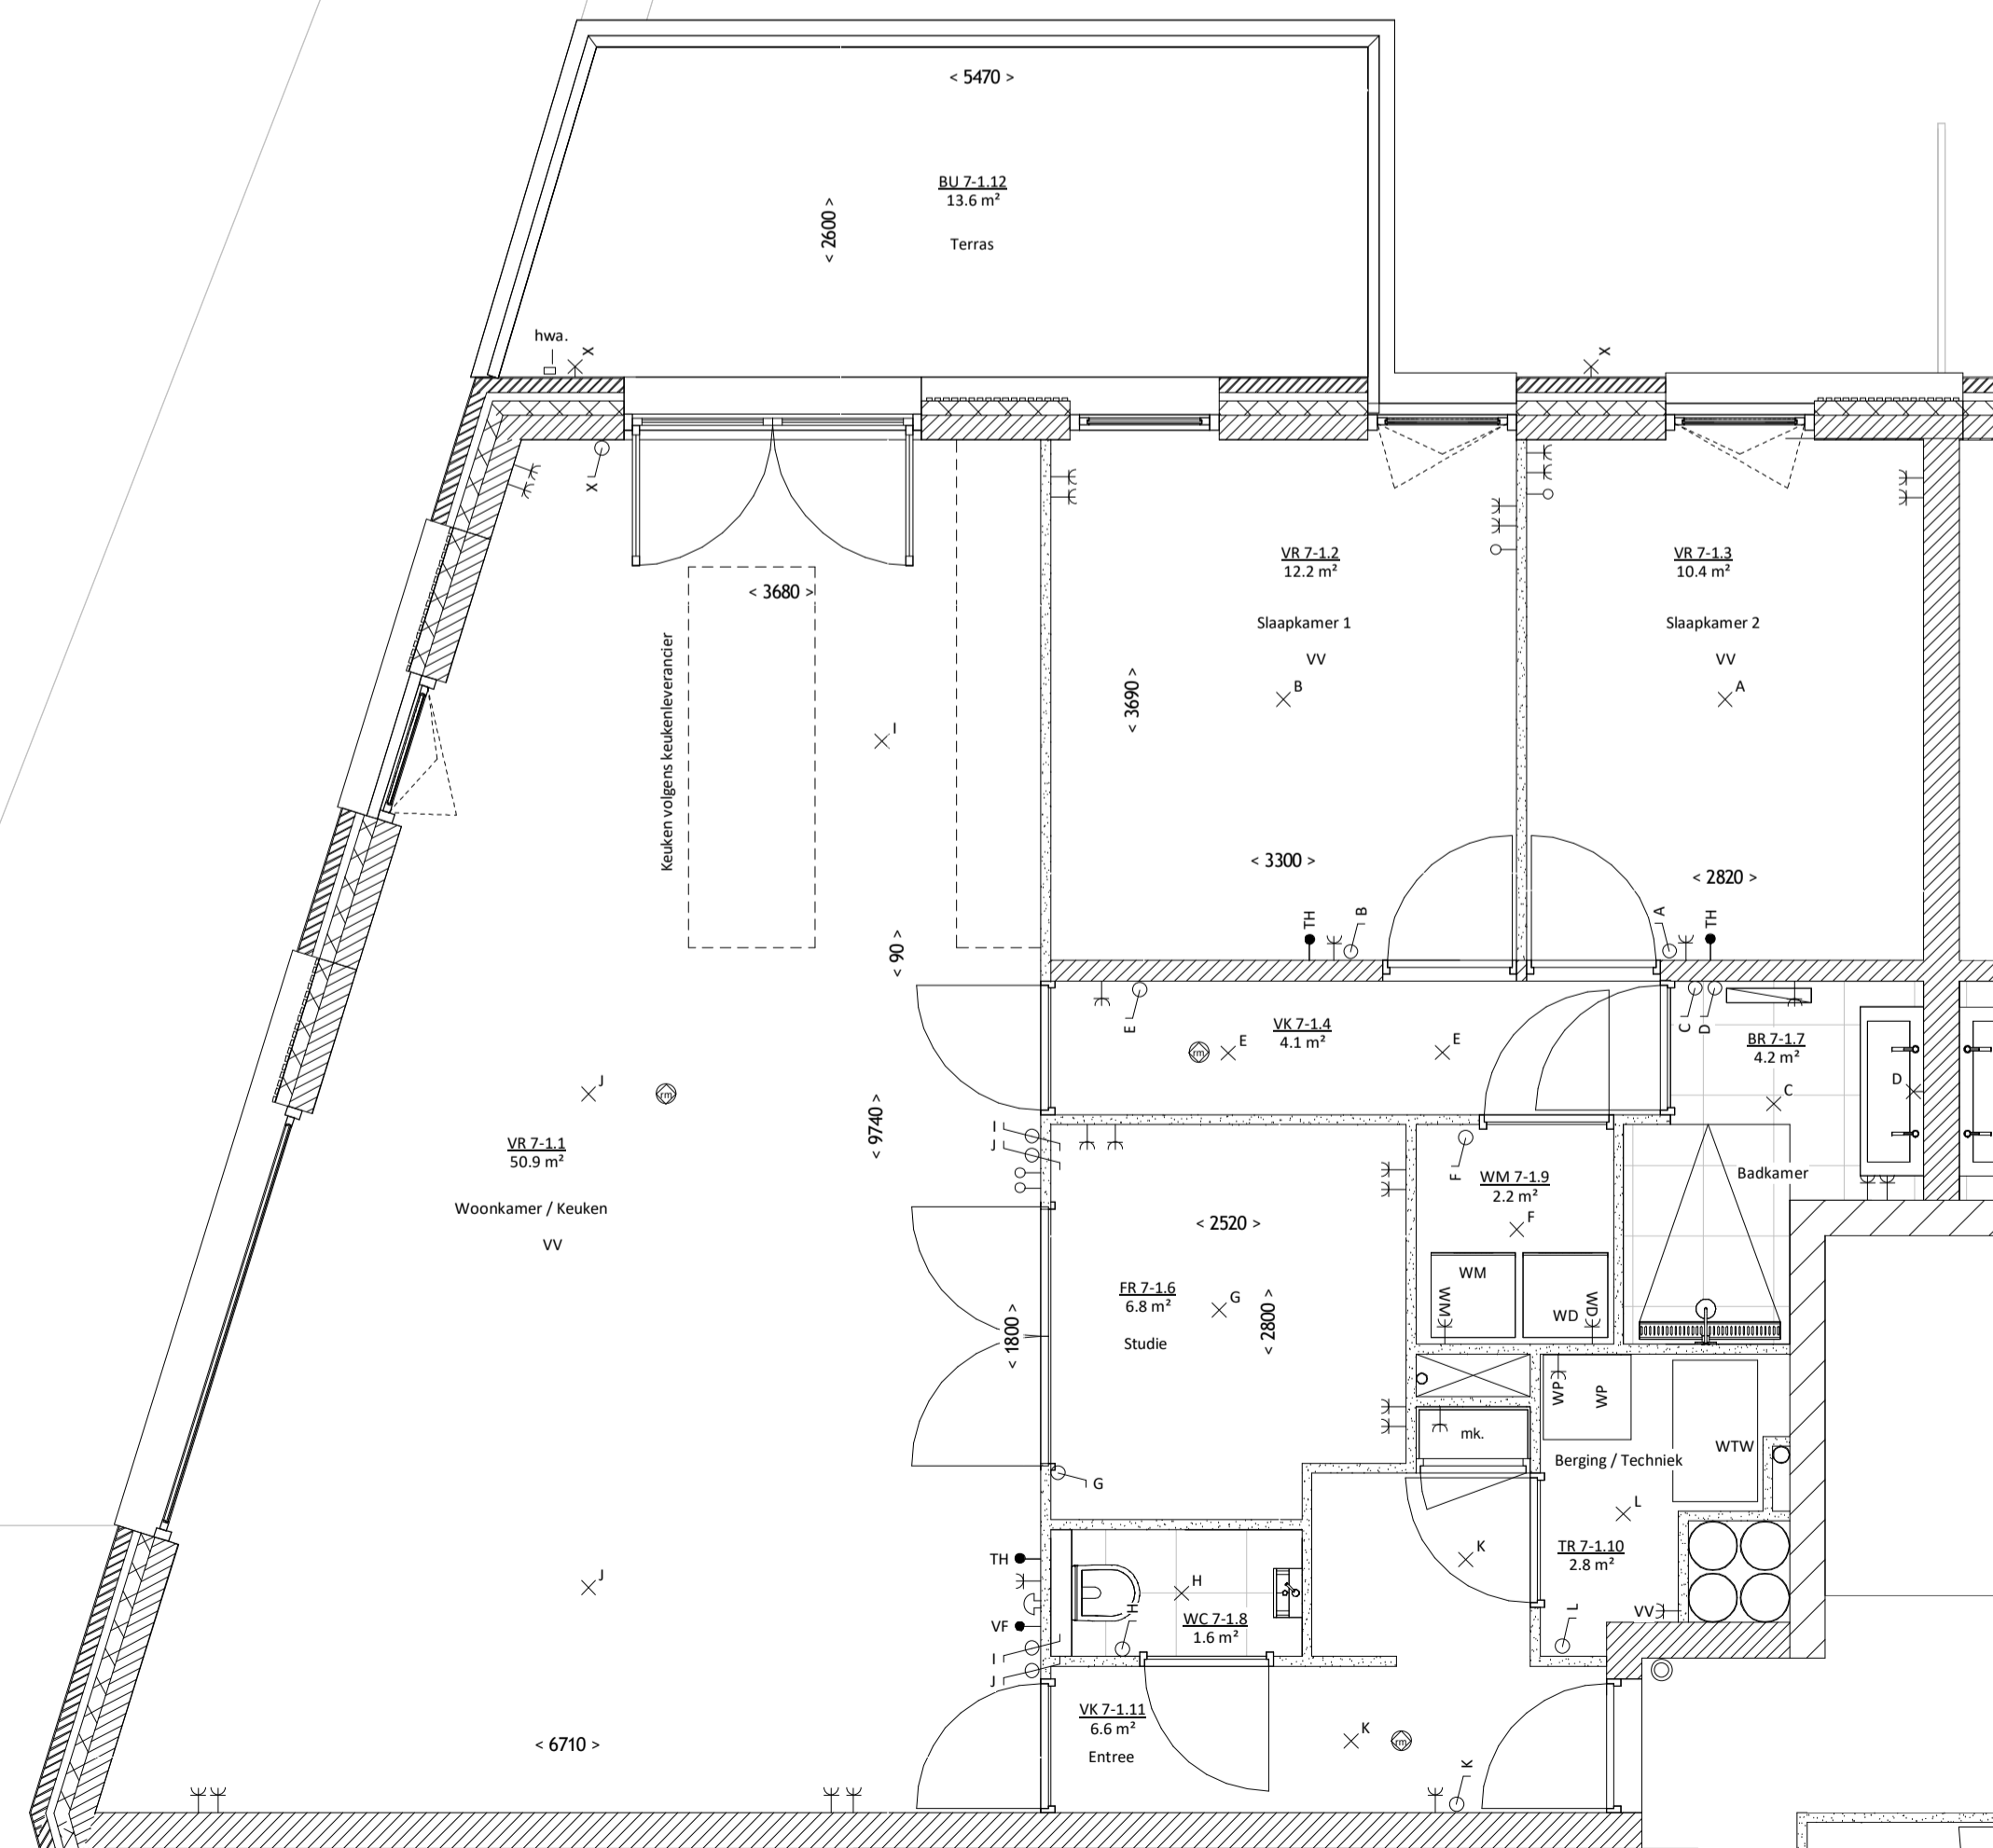 < 5470 >
BU 7-1.12
13.6 m²
< 2600 >
Terras
hwa.
X
X
X
VR 7-1.2
12.2 m²
VR 7-1.3
10.4 m²
< 3680 >
Slaapkamer 1
Slaapkamer 2
VV
VV
Keuken volgens keukenleverancier
B
A
< 3690 >
I
< 3300 >
< 2820 >
TH
B
A
TH
< 90 >
E
VK 7-1.4
4.1 m²
rm
E
E
C
D
BR 7-1.7
4.2 m²
D
C
J
rm
VR 7-1.1
50.9 m²
< 9740 >
I
J
Badkamer
F
WM 7-1.9
2.2 m²
F
Woonkamer / Keuken
VV
< 2520 >
WM
WM
WD
WD
FR 7-1.6
6.8 m²
G
< 1800 >
< 2800 >
Studie
WP
WP
mk.
WTW
Berging / Techniek
G
L
TR 7-1.10
2.8 m²
K
TH
J
H
H
WC 7-1.8
1.6 m²
VV
L
VF
I
J
VK 7-1.11
6.6 m²
Entree
K
rm
K
< 6710 >